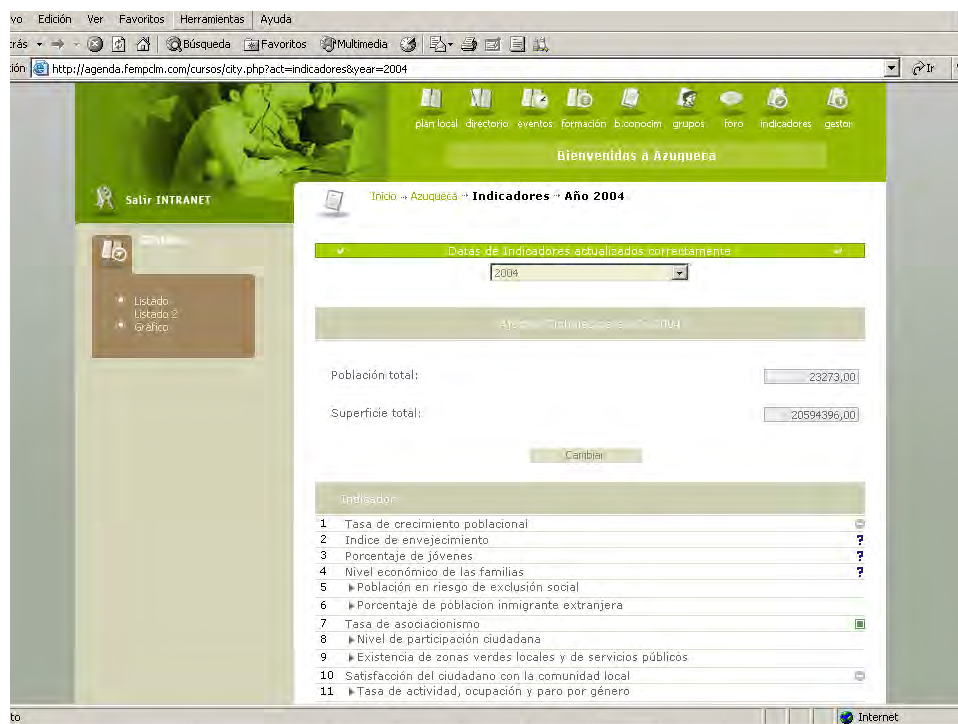 vo Edición Ver Favoritos Herramientas Ayuda
rás Búsqueda Favoritos Multimedia
ión http://agenda.fempclm.com/cursos/city.php?act=indicadores&year=2004 Ir
plan local directorio eventos formación b.conocim grupos foro indicadores gestor
Bienvenidos a Azuqueca
Salir INTRANET
Inicio Azuqueca Indicadores Año 2004
Datos de Indicadores actualizados correctamente
2004
Listado
Listado 2
Gráfico
2004
Población total: 23273,00
Superficie total: 20594396,00
Cambiar
Indicador
1 Tasa de crecimiento poblacional
2 Indice de envejecimiento ?
3 Porcentaje de jóvenes ?
4 Nivel económico de las familias ?
5 Población en riesgo de exclusión social
6 Porcentaje de poblacion inmigrante extranjera
7 Tasa de asociacionismo
8 Nivel de participación ciudadana
9 Existencia de zonas verdes locales y de servicios públicos
10 Satisfacción del ciudadano con la comunidad local
11 Tasa de actividad, ocupación y paro por género
to Internet